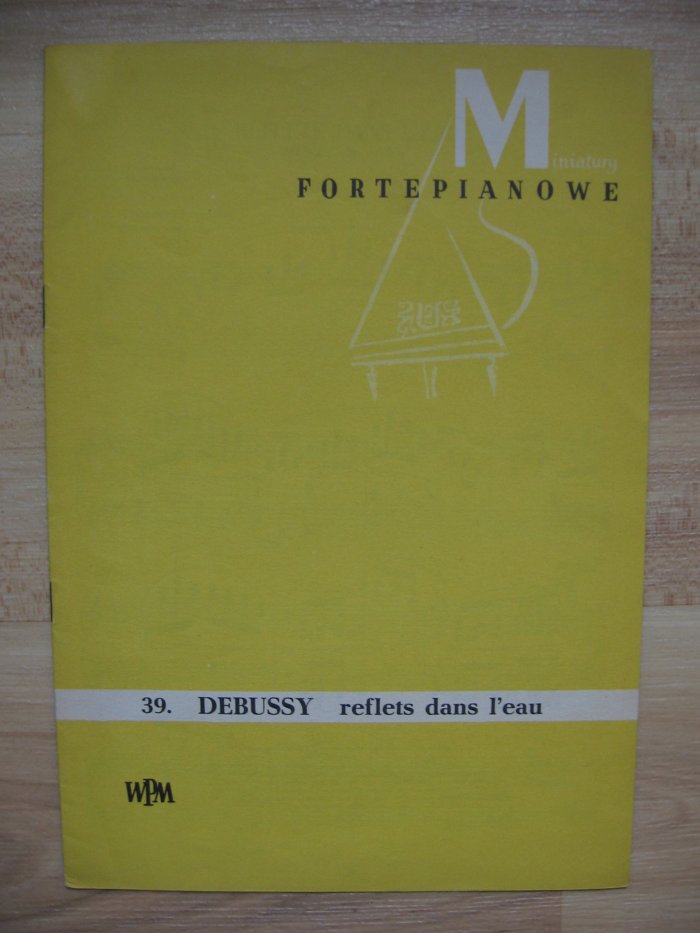 Miniatury
FORTEPIANOWE
39. DEBUSSY reflets dans l'eau
WPM